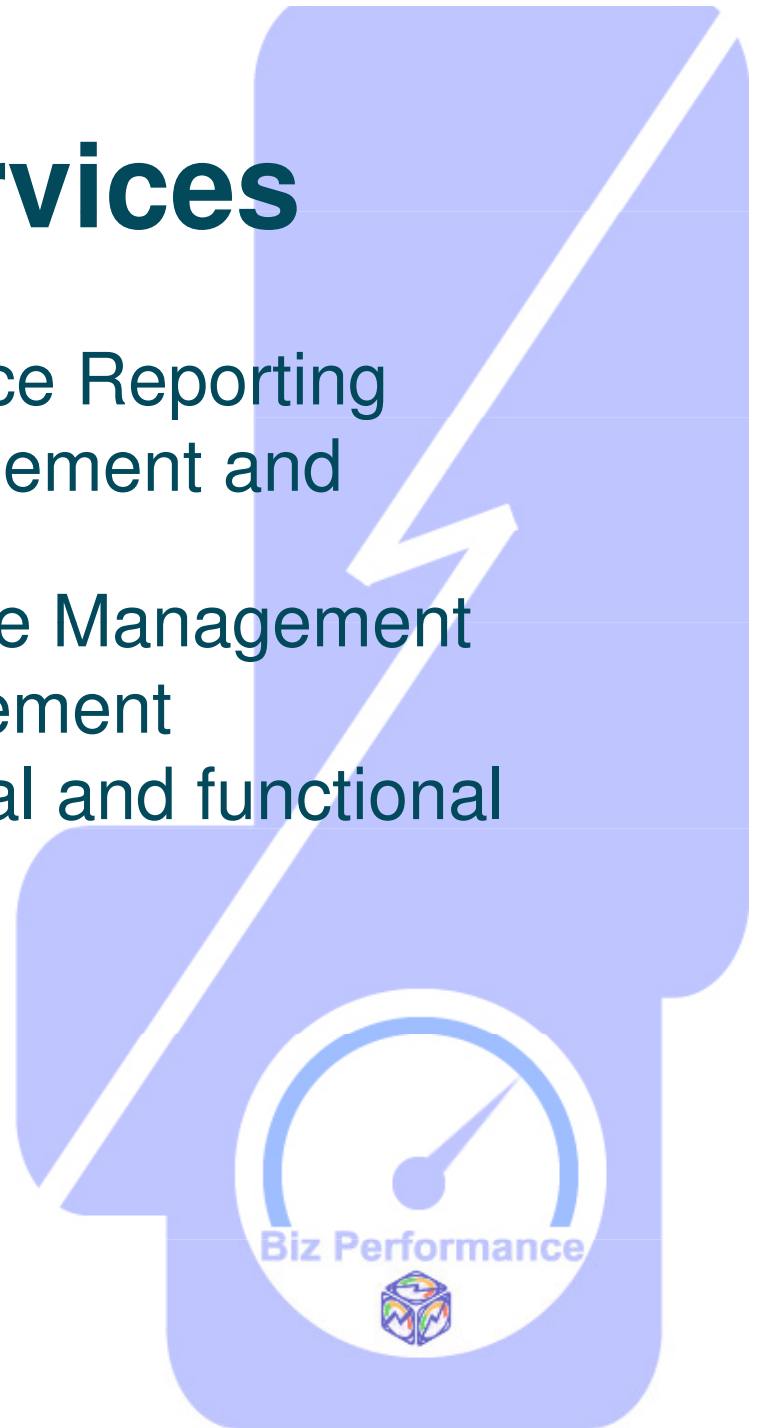 rvices
ce Reporting
ement and
e Management
ement
al and functional
Biz Performance